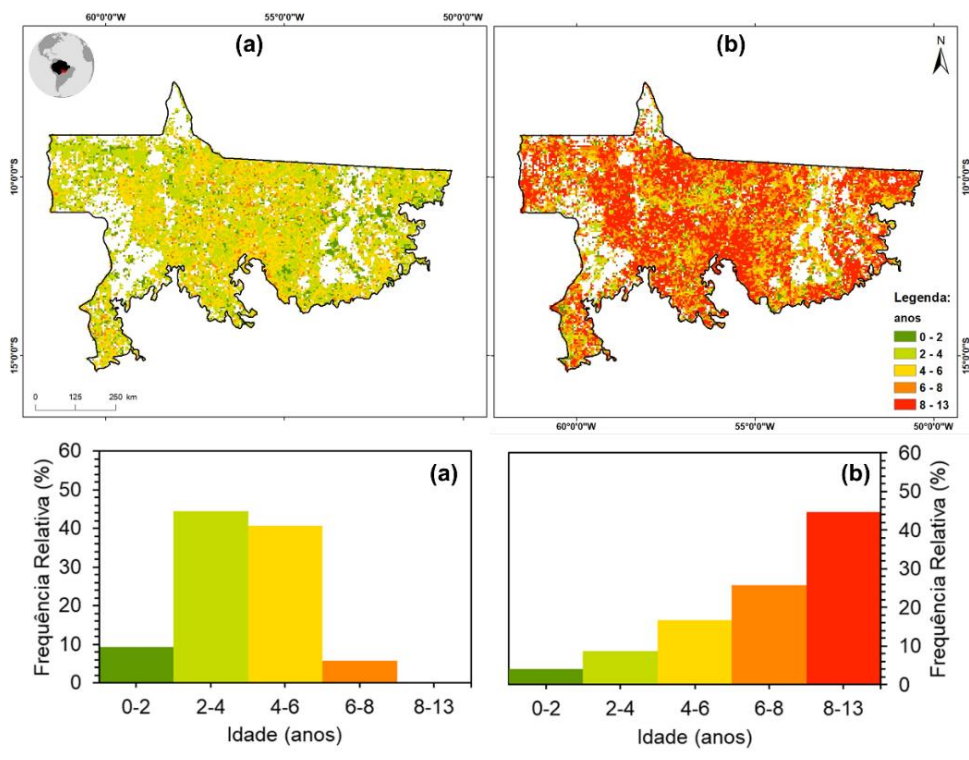 60°0'0"W 55°0'0"W 50°0'0"W
(a)
10°0'0"S
15°0'0"S
0 125 250 km
(b)
N
10°0'0"S
15°0'0"S
Legenda:
anos
0 - 2
2 - 4
4 - 6
6 - 8
8 - 13
60°0'0"W 55°0'0"W 50°0'0"W
(a)
Frequência Relativa (%)
60
50
40
30
20
10
0
0-2 2-4 4-6 6-8 8-13
Idade (anos)
(b)
60
50
40
30
20
10
0
Frequência Relativa (%)
0-2 2-4 4-6 6-8 8-13
Idade (anos)